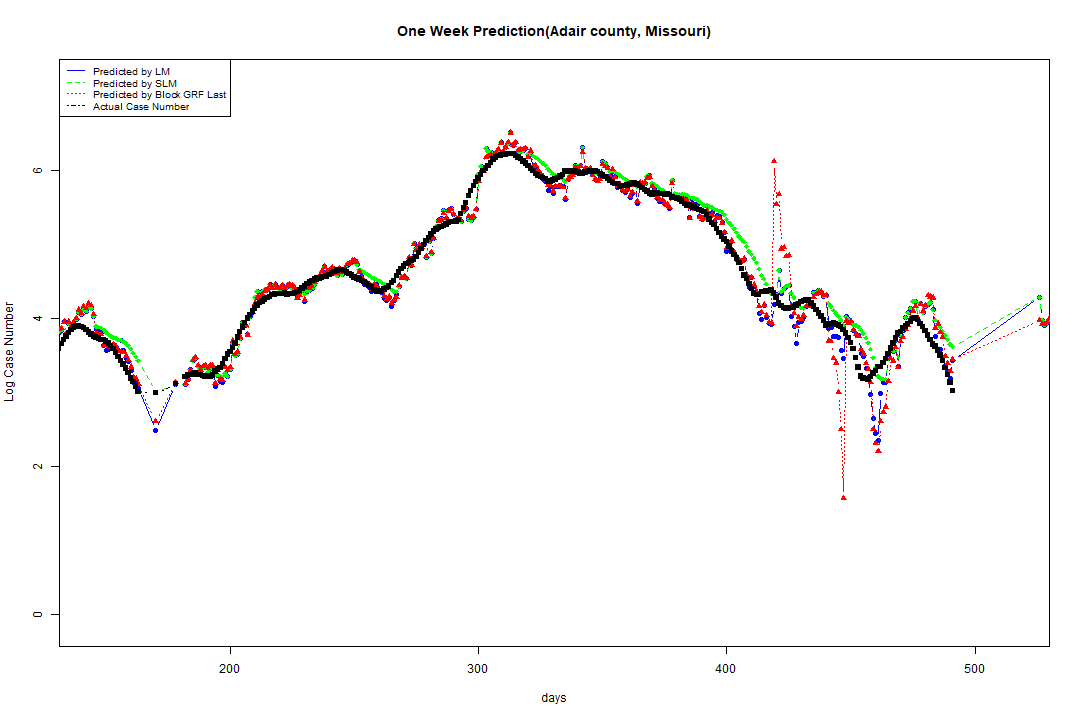 One Week Prediction(Adair county, Missouri)
Predicted by LM
Predicted by SLM
Predicted by Block GRF Last
Actual Case Number
6
4
2
0
Log Case Number
200 300 400 500
days